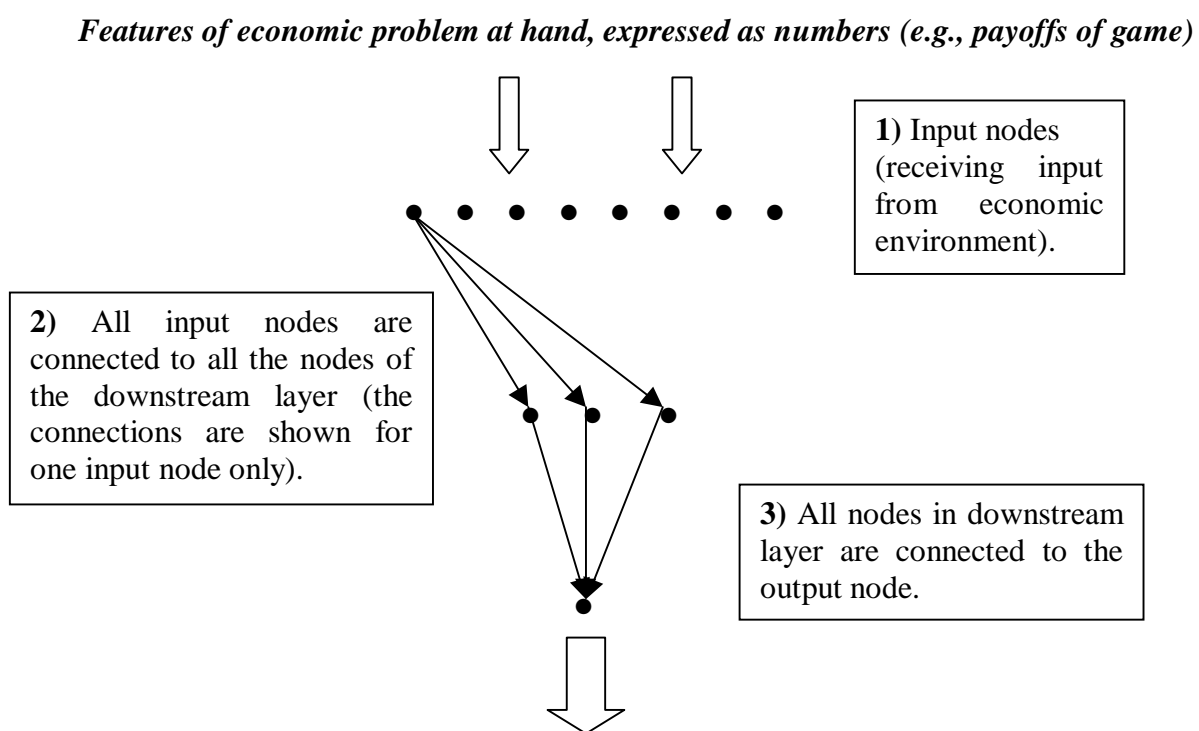 Features of economic problem at hand, expressed as numbers (e.g., payoffs of game)
1) Input nodes
(receiving input
from economic
environment).
2) All input nodes are
connected to all the nodes of
the downstream layer (the
connections are shown for
one input node only).
3) All nodes in downstream
layer are connected to the
output node.